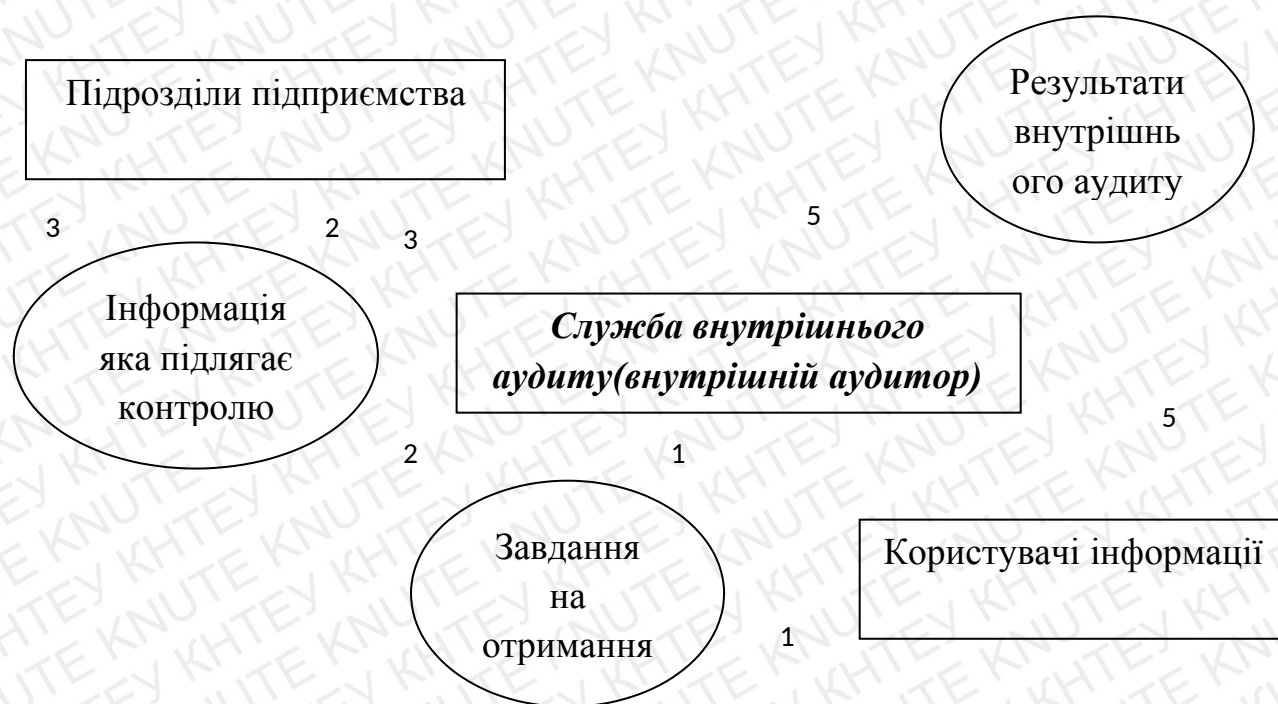 Підрозділи підприємства
Результати
внутрішнь
ого аудиту
3
2
3
5
Інформація
яка підлягає
контролю
Служба внутрішнього
аудиту(внутрішній аудитор)
5
2
1
Завдання
на
отримання
Користувачі інформації
1